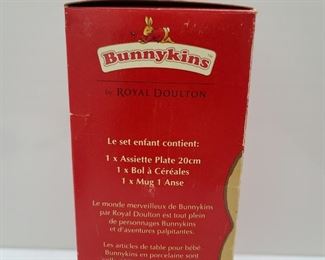 Bunnykins™
by ROYAL DOULTON
Le set enfant contient:
1 x Assiette Plate 20cm
1 x Bol à Céréales
1 x Mug 1 Anse
Le monde merveilleux de Bunnykins
par Royal Doulton est tout plein
de personnages Bunnykins
et d'aventures palpitantes.
Les articles de table pour bébé
Bunnykins en porcelaine sont